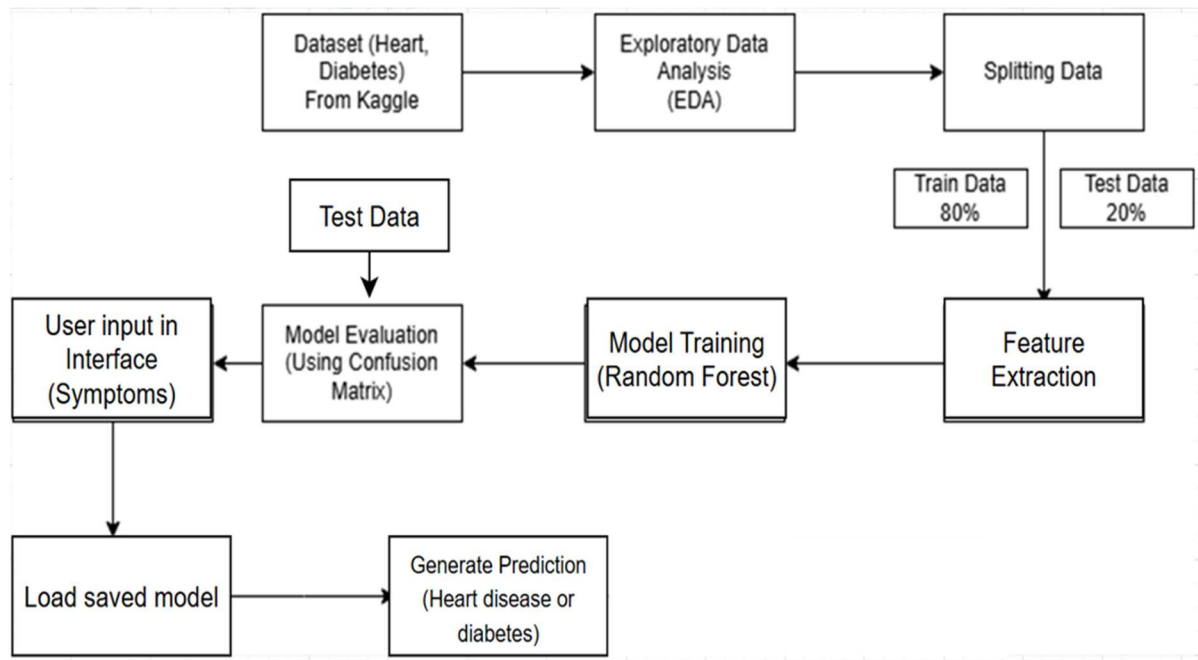 Dataset (Heart,
Diabetes)
From Kaggle
Exploratory Data
Analysis
(EDA)
Splitting Data
Train Data
80%
Test Data
20%
Test Data
User input in
Interface
(Symptoms)
Model Evaluation
(Using Confusion
Matrix)
Model Training
(Random Forest)
Feature
Extraction
Load saved model
Generate Prediction
(Heart disease or
diabetes)